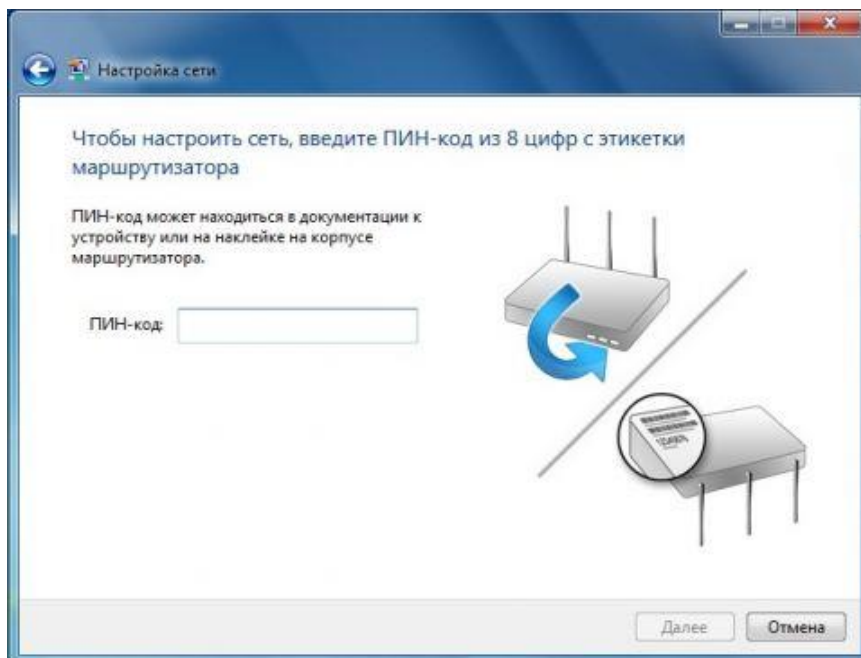 Настройка сети
Чтобы настроить сеть, введите ПИН-код из 8 цифр с этикетки
маршрутизатора
ПИН-код может находиться в документации к
устройству или на наклейке на корпусе
маршрутизатора.
ПИН-код:
Далее
Отмена